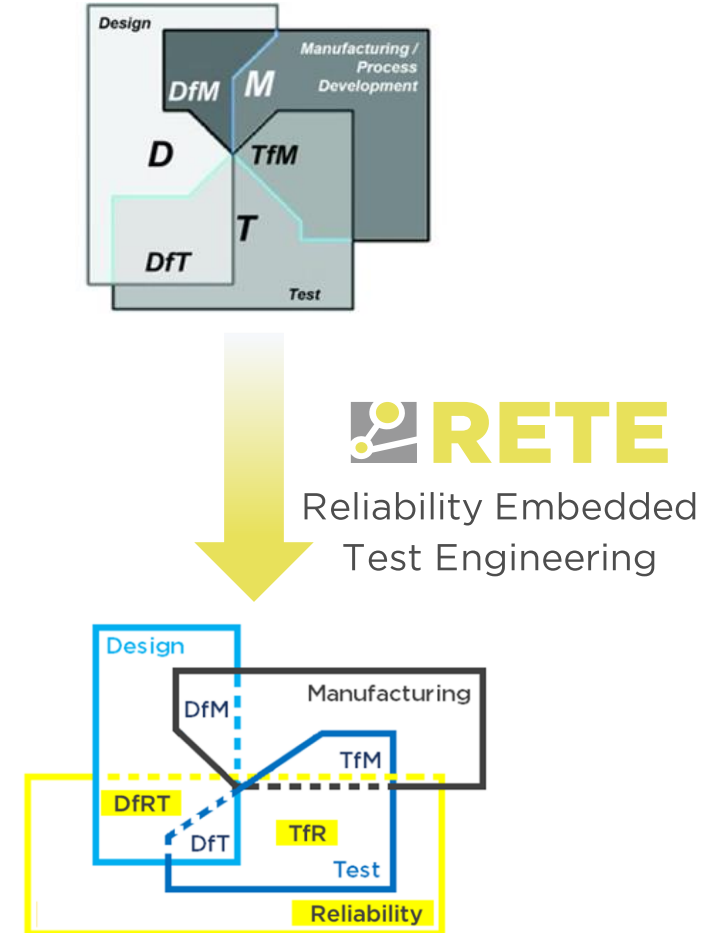 Design
Manufacturing /
Process
Development
DfM
M
D
TfM
T
DfT
Test
RETE
Reliability Embedded
Test Engineering
Design
Manufacturing
DfM
TfM
DfRT
TfR
DfT
Test
Reliability